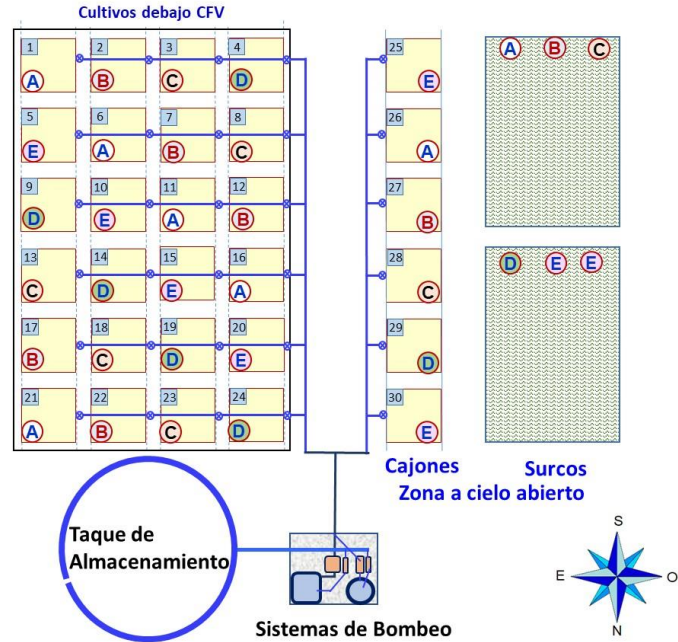 Cultivos debajo CFV
1 2 3 4 25
A B C D E A B C
5 6 7 8 26
E A B C A
9 10 11 12 27
D E A B B
13 14 15 16 28
C D E A C D E E
17 18 19 20 29
B C D E D
21 22 23 24 30
A B C D E
Cajones Surcos
Zona a cielo abierto
Taque de
Almacenamiento
Sistemas de Bombeo
S
E O
N